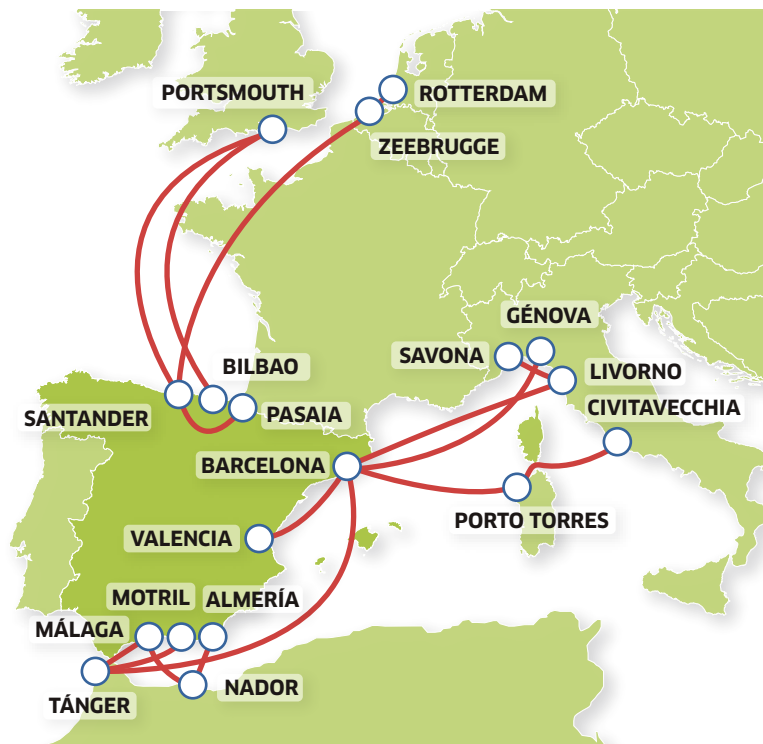 PORTSMOUTH
ROTTERDAM
ZEEBRUGGE
GÉNOVA
SAVONA
LIVORNO
BILBAO
CIVITAVECCHIA
SANTANDER
PASAIA
BARCELONA
PORTO TORRES
VALENCIA
MOTRIL
ALMERÍA
MÁLAGA
NADOR
TÁNGER